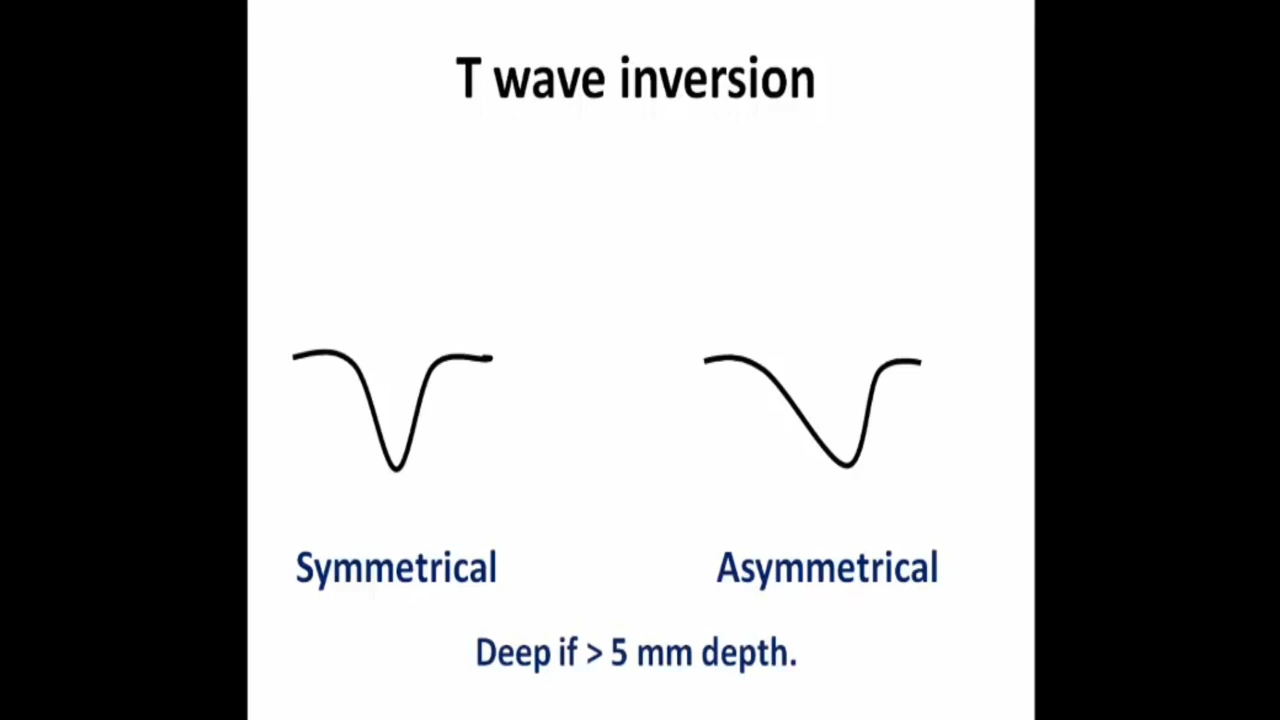 T wave inversion
Symmetrical
Asymmetrical
Deep if > 5 mm depth.